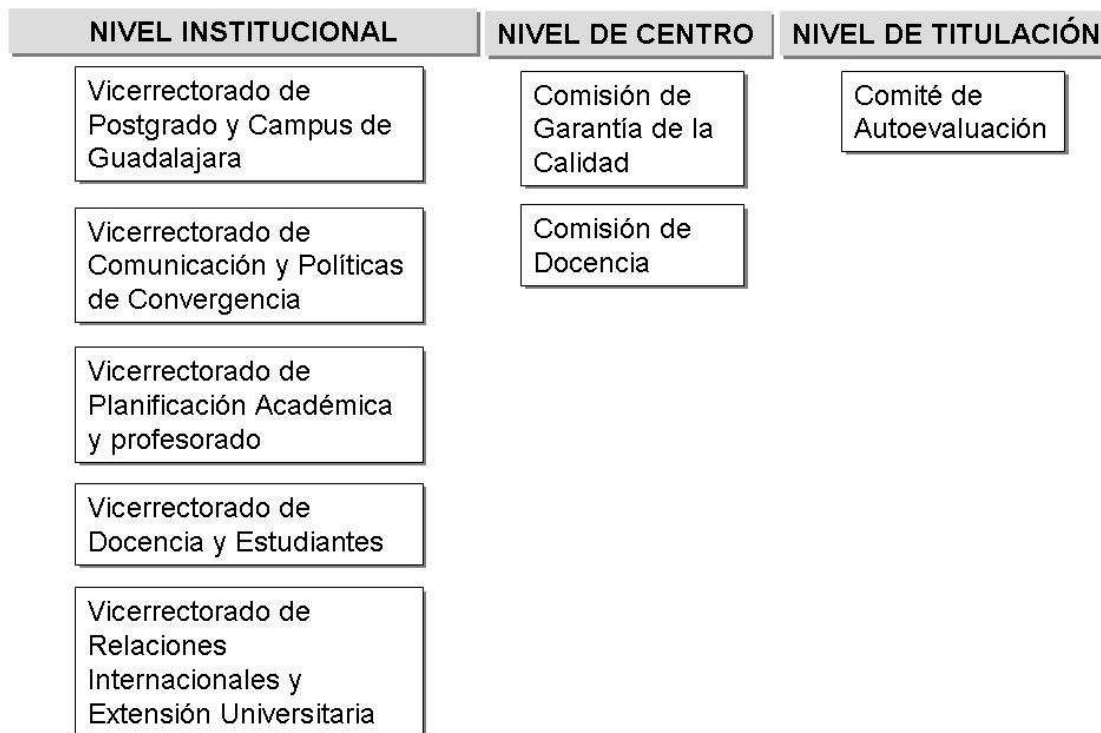 NIVEL INSTITUCIONAL
Vicerrectorado de
Postgrado y Campus de
Guadalajara
Vicerrectorado de
Comunicación y Políticas
de Convergencia
Vicerrectorado de
Planificación Académica
y profesorado
Vicerrectorado de
Docencia y Estudiantes
Vicerrectorado de
Relaciones
Internacionales y
Extensión Universitaria
NIVEL DE CENTRO
Comisión de
Garantía de la
Calidad
Comisión de
Docencia
NIVEL DE TITULACIÓN
Comité de
Autoevaluación